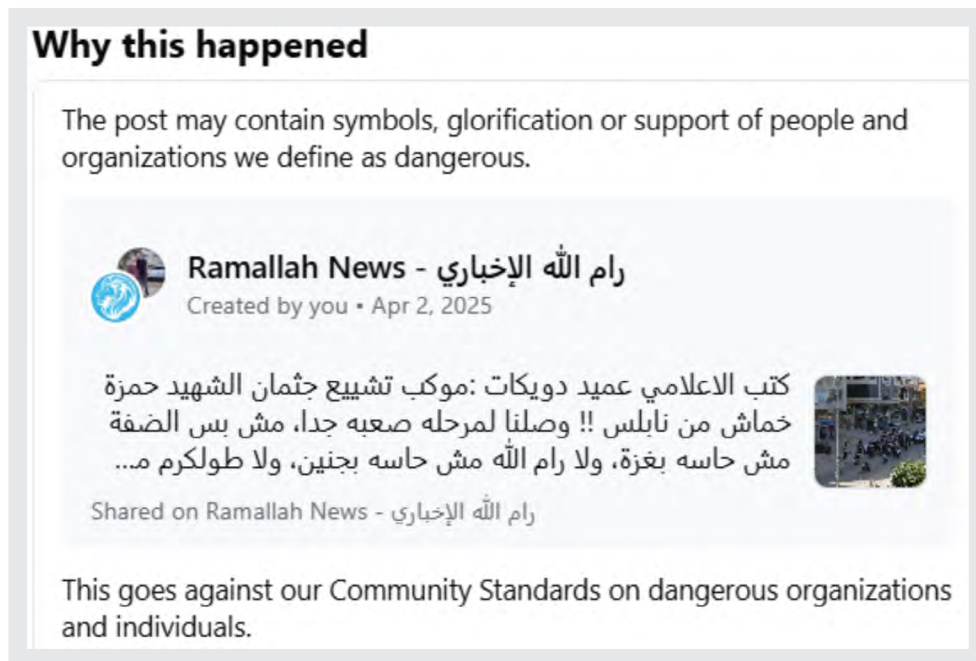 Why this happened
The post may contain symbols, glorification or support of people and
organizations we define as dangerous.
Ramallah News - رام الله الإخباري
Created by you • Apr 2, 2025
كتب الاعلامي عميد دويكات :موكب تشييع جثمان الشهيد حمزة
خماش من نابلس !! وصلنا لمرحله صعبه جدا، مش بس الضفة
مش حاسه بغزة، ولا رام الله مش حاسه بجنين، ولا طولكرم م...
Shared on Ramallah News - رام الله الإخباري
This goes against our Community Standards on dangerous organizations
and individuals.